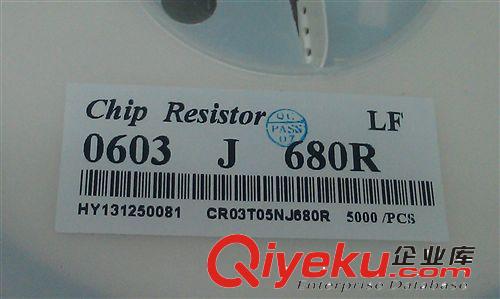 Chip Resistor LF
QC
PASS
07
0603 J 680R
HY131250081 CR03T05NJ680R 5000 /PCS
Qiyeku.com 企业库
Enterprise Database